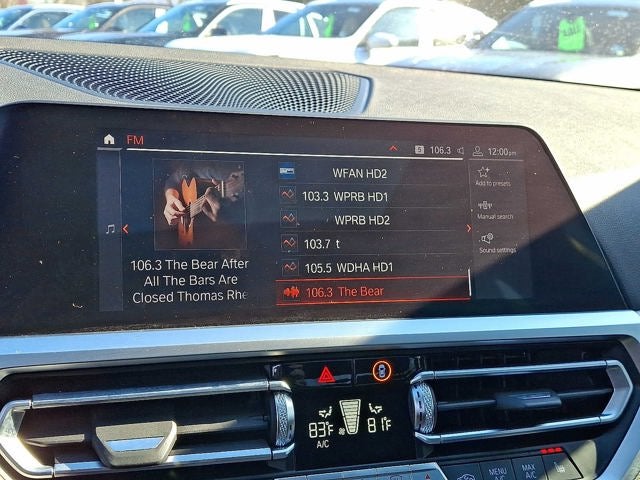 FM
106.3
12:00pm
WFAN HD2
103.3 WPRB HD1
WPRB HD2
103.7 t
105.5 WDHA HD1
106.3 The Bear
106.3 The Bear After
All The Bars Are
Closed Thomas Rhe
Add to presets
Manual search
Sound settings
83°F
81°F
A/C
MENU
A/C
MAX
A/C